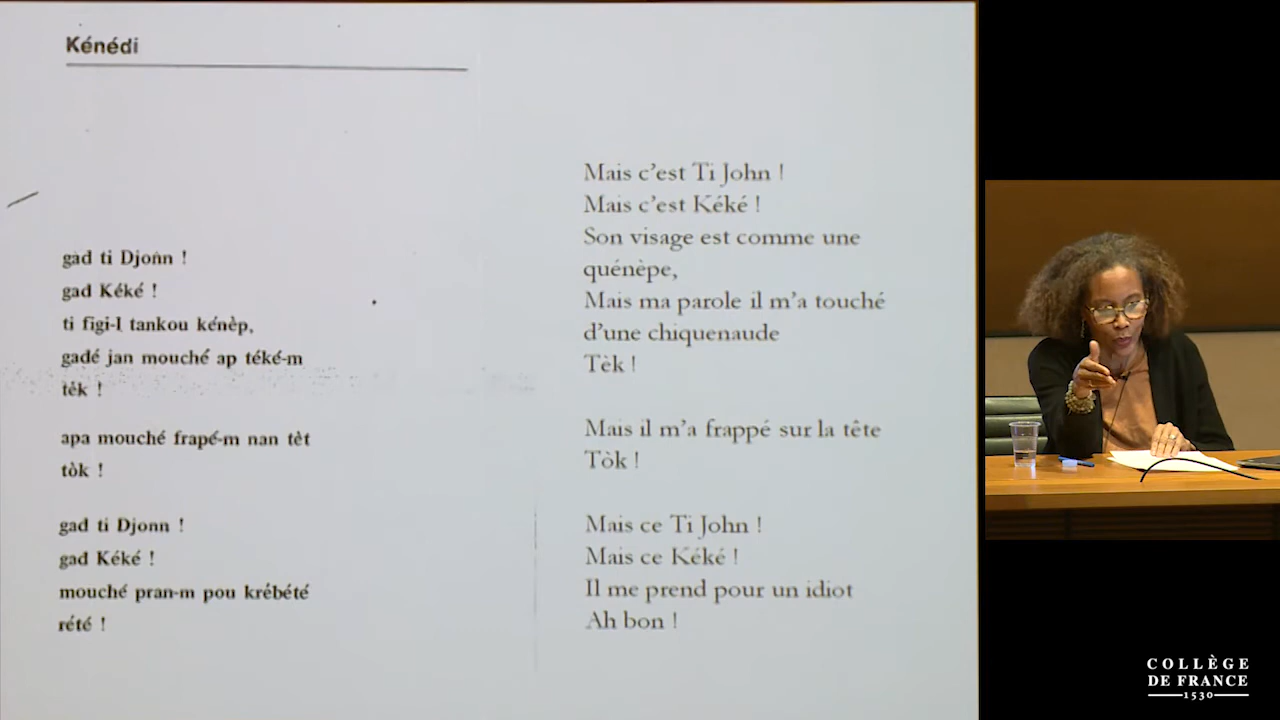 Kénédi
gad ti Djonn !
gad Kéké !
ti figi-l tankou kénèp,
gadé jan mouché ap téké-m
tèk !
apa mouché frapé-m nan tèt
tòk !
gad ti Djonn !
gad Kéké !
mouché pran-m pou krébété
rété !
Mais c’est Ti John !
Mais c’est Kéké !
Son visage est comme une
quénèpe,
Mais ma parole il m’a touché
d’une chiquenaude
Tèk !
Mais il m’a frappé sur la tête
Tòk !
Mais ce Ti John !
Mais ce Kéké !
Il me prend pour un idiot
Ah bon !
COLLÈGE
DE FRANCE
1530